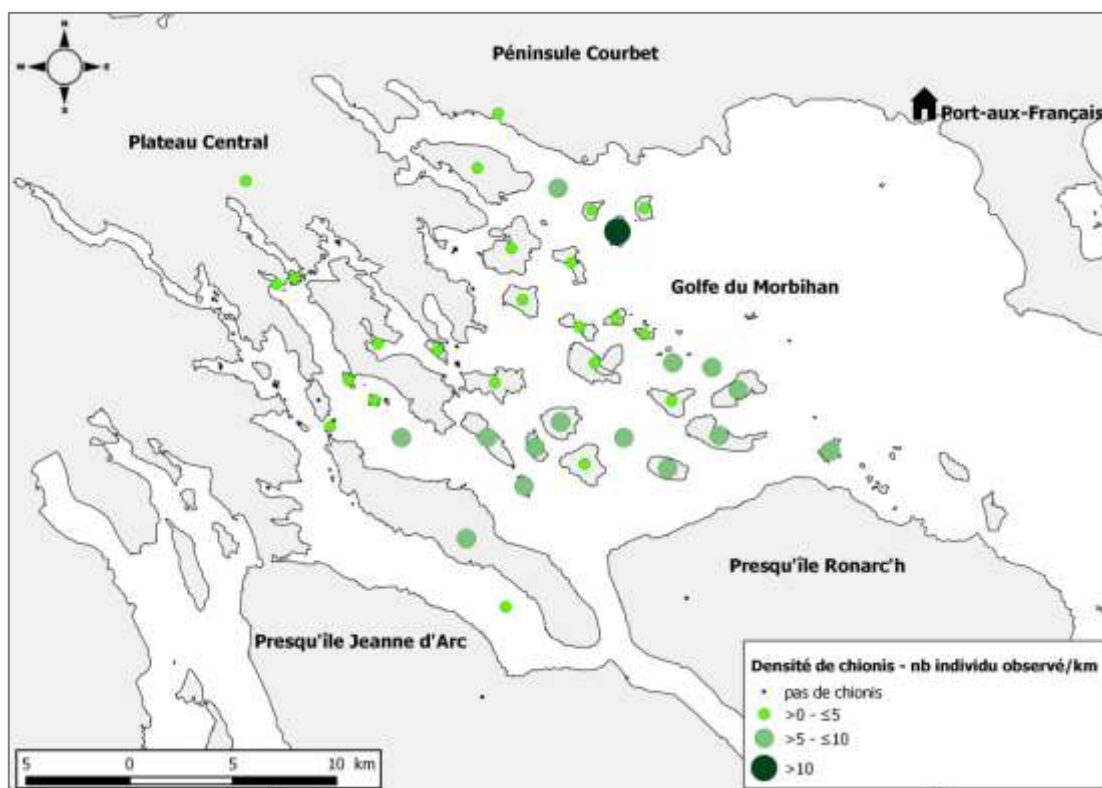 N
W E
S
Péninsule Courbet
Port-aux-Français
Plateau Central
Golfe du Morbihan
Presqu'île Ronarc'h
Presqu'île Jeanne d'Arc
Densité de chionis - nb individu observé/km
pas de chionis
>0 - ≤5
>5 - ≤10
>10
5 0 5 10 km